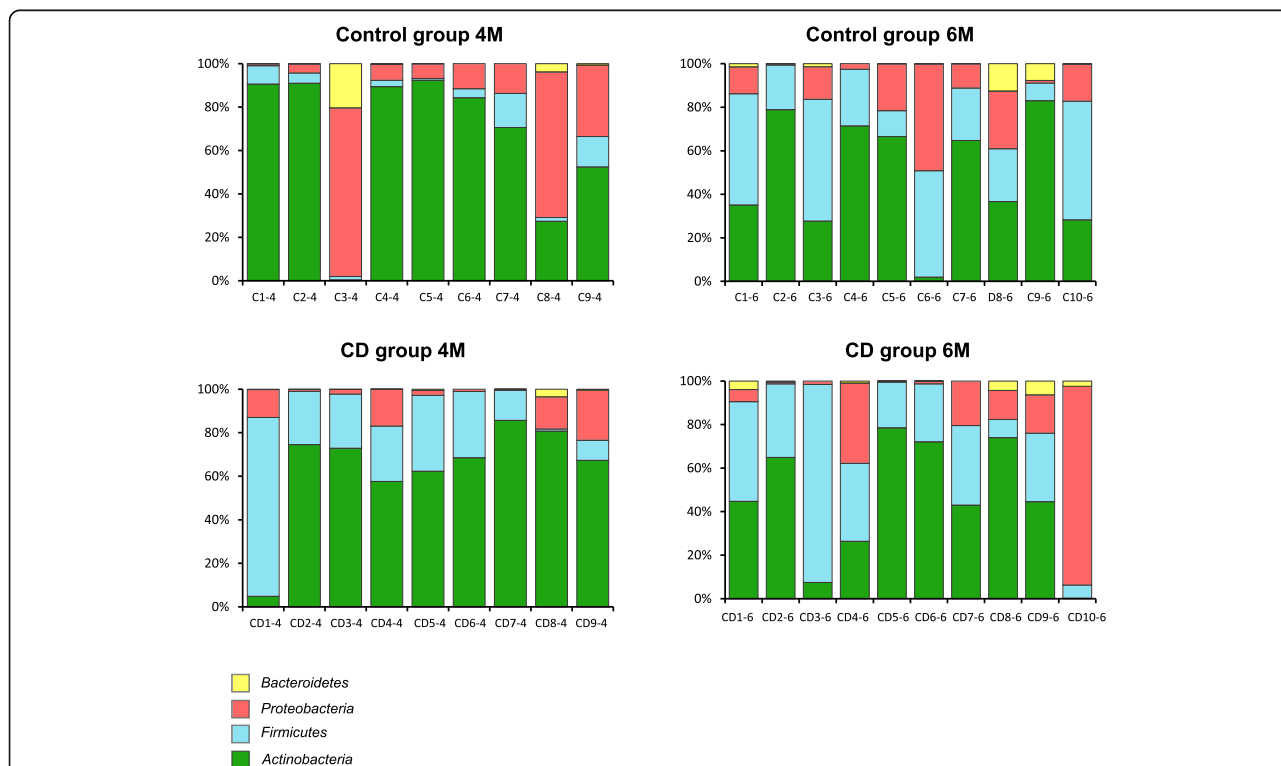 Control group 4M
100%
80%
60%
40%
20%
0%
C1-4 C2-4 C3-4 C4-4 C5-4 C6-4 C7-4 C8-4 C9-4
Control group 6M
100%
80%
60%
40%
20%
0%
C1-6 C2-6 C3-6 C4-6 C5-6 C6-6 C7-6 D8-6 C9-6 C10-6
CD group 4M
100%
80%
60%
40%
20%
0%
CD1-4 CD2-4 CD3-4 CD4-4 CD5-4 CD6-4 CD7-4 CD8-4 CD9-4
CD group 6M
100%
80%
60%
40%
20%
0%
CD1-6 CD2-6 CD3-6 CD4-6 CD5-6 CD6-6 CD7-6 CD8-6 CD9-6 CD10-6
Bacteroidetes
Proteobacteria
Firmicutes
Actinobacteria